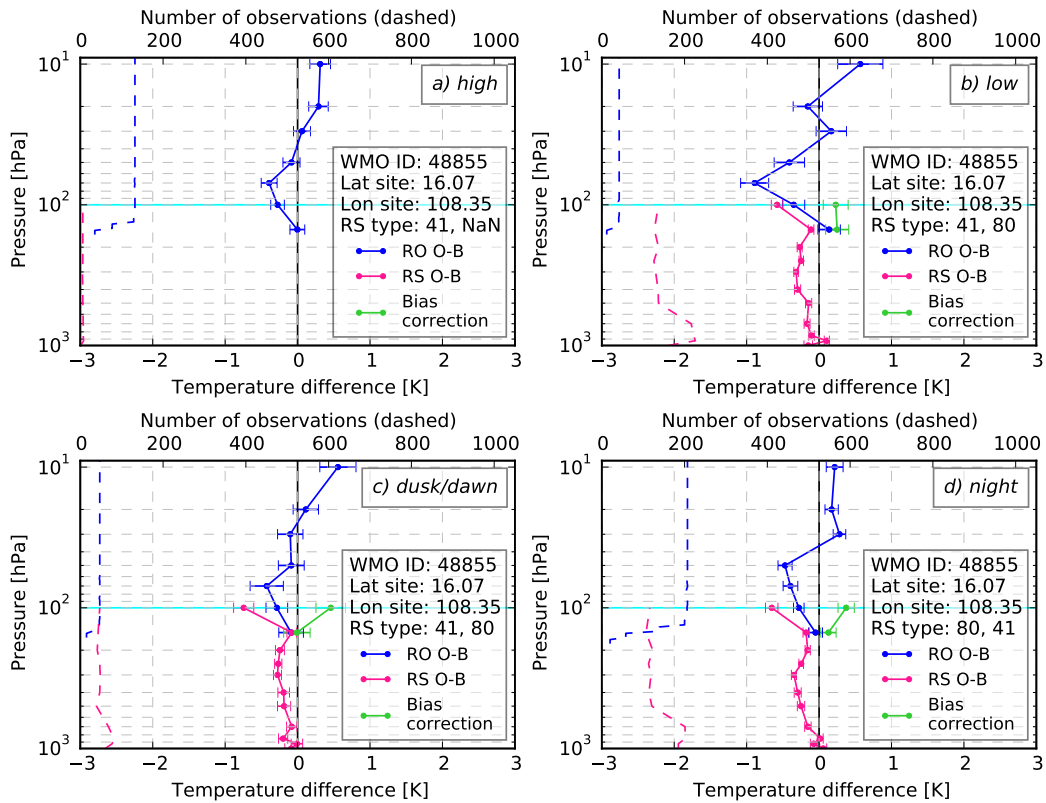 Number of observations (dashed)
0 200 400 600 800 1000
a) high
10¹
10²
10³
Pressure [hPa]
WMO ID: 48855
Lat site: 16.07
Lon site: 108.35
RS type: 41, NaN
RO O-B
RS O-B
Bias
correction
−3 −2 −1 0 1 2 3
Temperature difference [K]
Number of observations (dashed)
0 200 400 600 800 1000
b) low
10¹
10²
10³
Pressure [hPa]
WMO ID: 48855
Lat site: 16.07
Lon site: 108.35
RS type: 41, 80
RO O-B
RS O-B
Bias
correction
−3 −2 −1 0 1 2 3
Temperature difference [K]
Number of observations (dashed)
0 200 400 600 800 1000
c) dusk/dawn
10¹
10²
10³
Pressure [hPa]
WMO ID: 48855
Lat site: 16.07
Lon site: 108.35
RS type: 41, 80
RO O-B
RS O-B
Bias
correction
−3 −2 −1 0 1 2 3
Temperature difference [K]
Number of observations (dashed)
0 200 400 600 800 1000
d) night
10¹
10²
10³
Pressure [hPa]
WMO ID: 48855
Lat site: 16.07
Lon site: 108.35
RS type: 80, 41
RO O-B
RS O-B
Bias
correction
−3 −2 −1 0 1 2 3
Temperature difference [K]